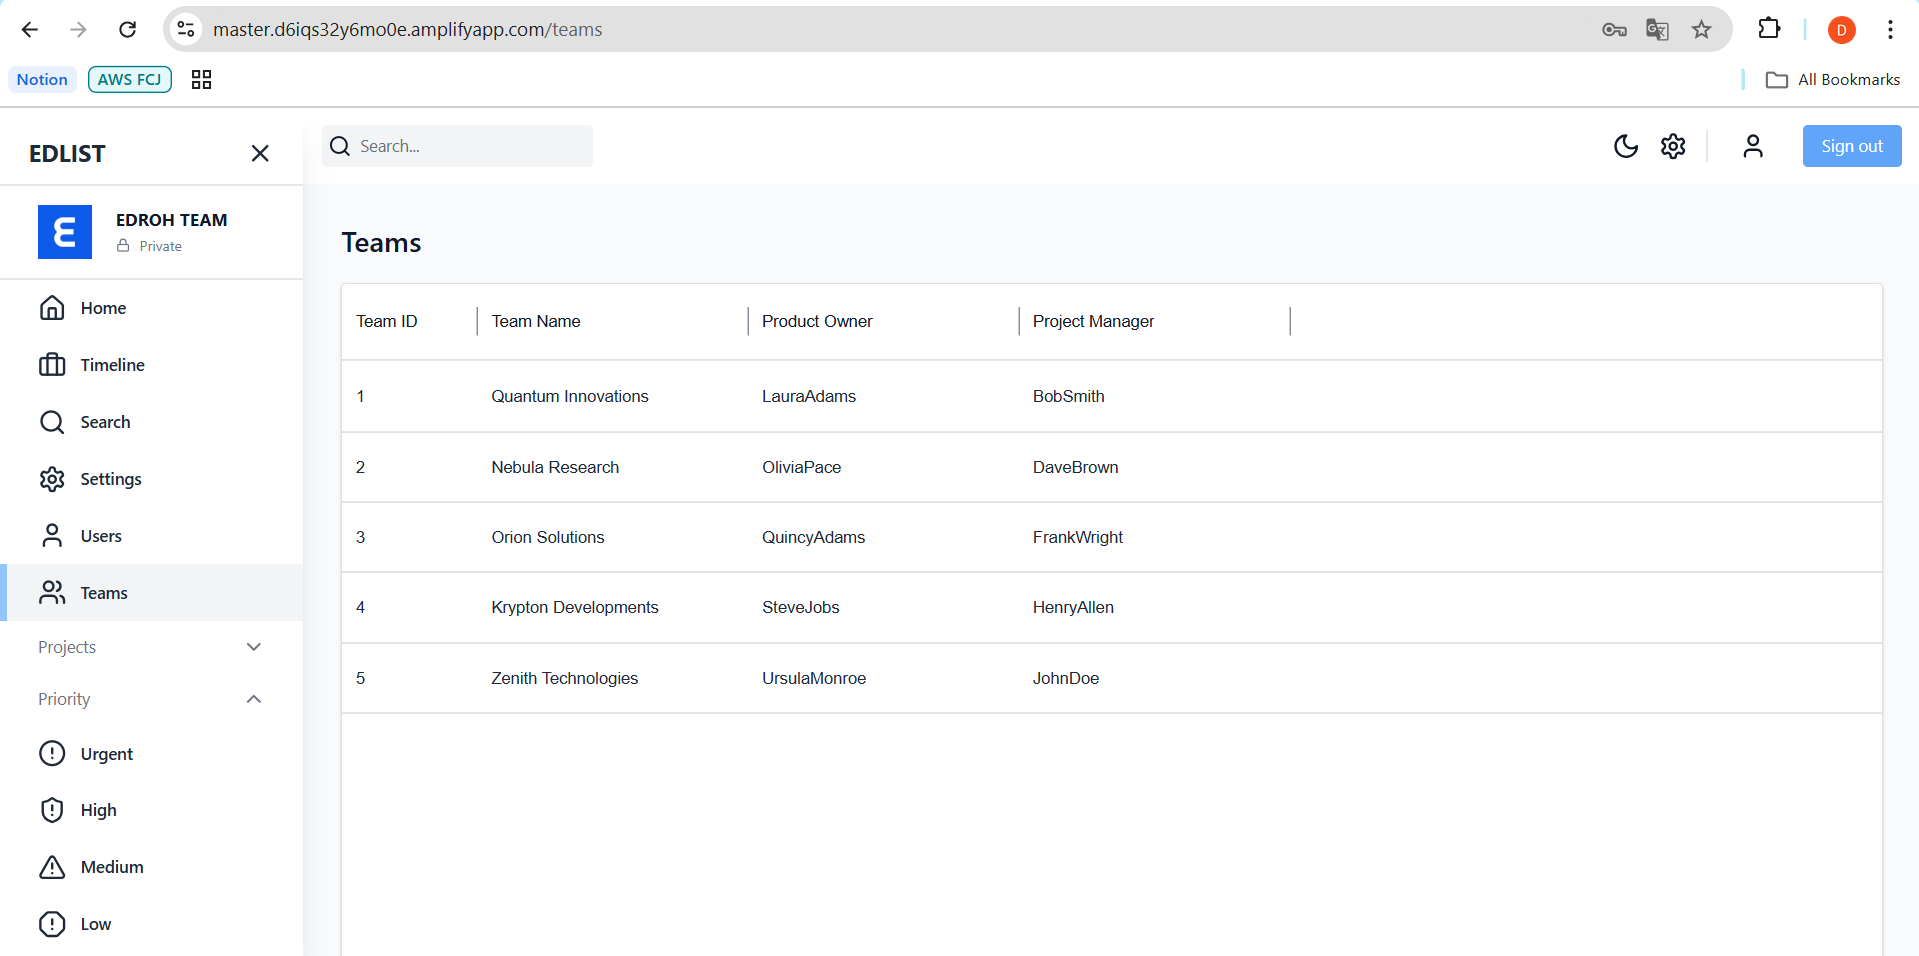 master.d6iqs32y6mo0e.amplifyapp.com/teams
D
Notion AWS FCJ All Bookmarks
EDLIST
Search... Sign out
EDROH TEAM
Private
Home
Timeline
Search
Settings
Users
Teams
Projects
Priority
Urgent
High
Medium
Low
Teams
Team ID Team Name Product Owner Project Manager
1 Quantum Innovations LauraAdams BobSmith
2 Nebula Research OliviaPace DaveBrown
3 Orion Solutions QuincyAdams FrankWright
4 Krypton Developments SteveJobs HenryAllen
5 Zenith Technologies UrsulaMonroe JohnDoe